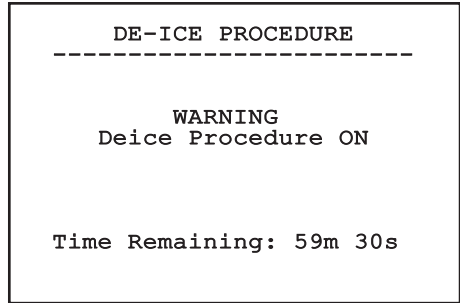 DE-ICE PROCEDURE
------------------------
WARNING
Deice Procedure ON
Time Remaining: 59m 30s